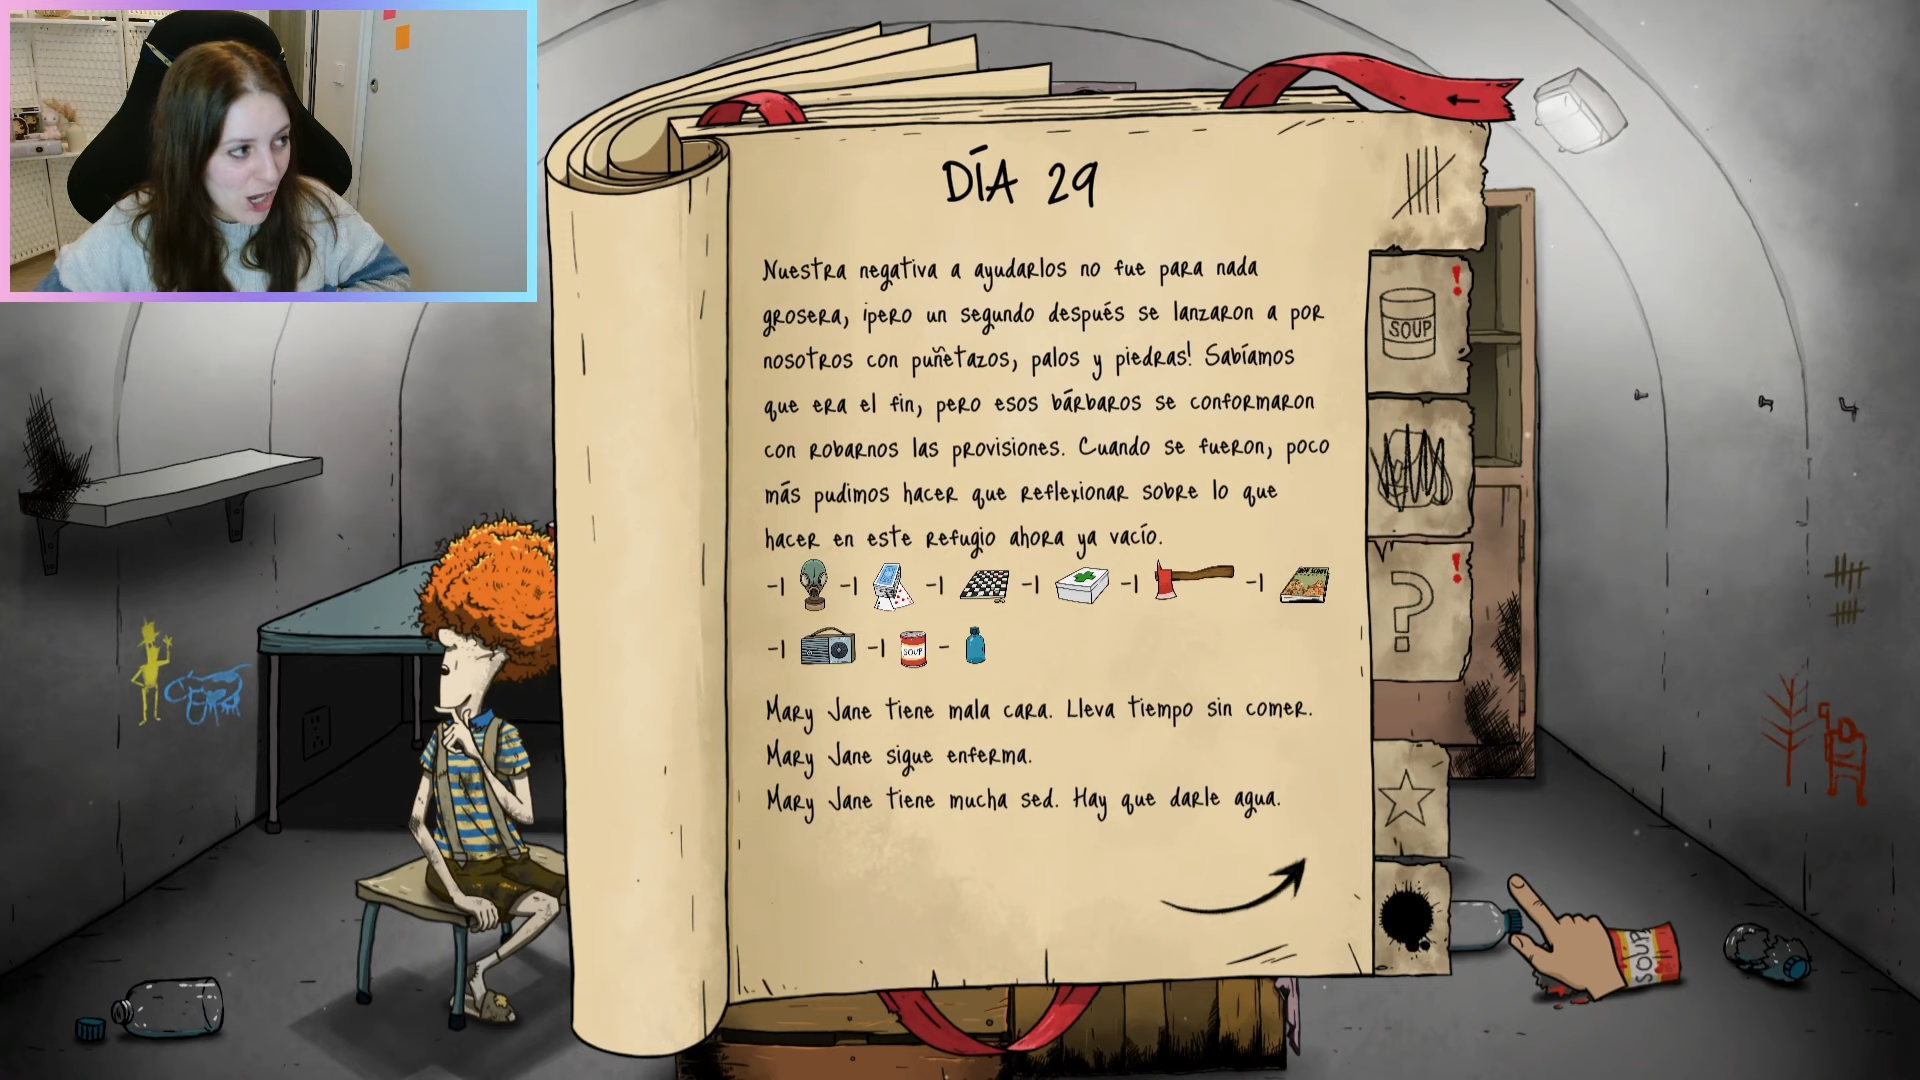 DÍA 29
Nuestra negativa a ayudarlos no fue para nada
grosera, ¡pero un segundo después se lanzaron a por
nosotros con puñetazos, palos y piedras! Sabíamos
que era el fin, pero esos bárbaros se conformaron
con robarnos las provisiones. Cuando se fueron, poco
más pudimos hacer que reflexionar sobre lo que
hacer en este refugio ahora ya vacío.
-1 -1 -1 -1 -1 -1
-1 -1 SOUP -
Mary Jane tiene mala cara. Lleva tiempo sin comer.
Mary Jane sigue enferma.
Mary Jane tiene mucha sed. Hay que darle agua.
!
SOUP
!
?
SOUP